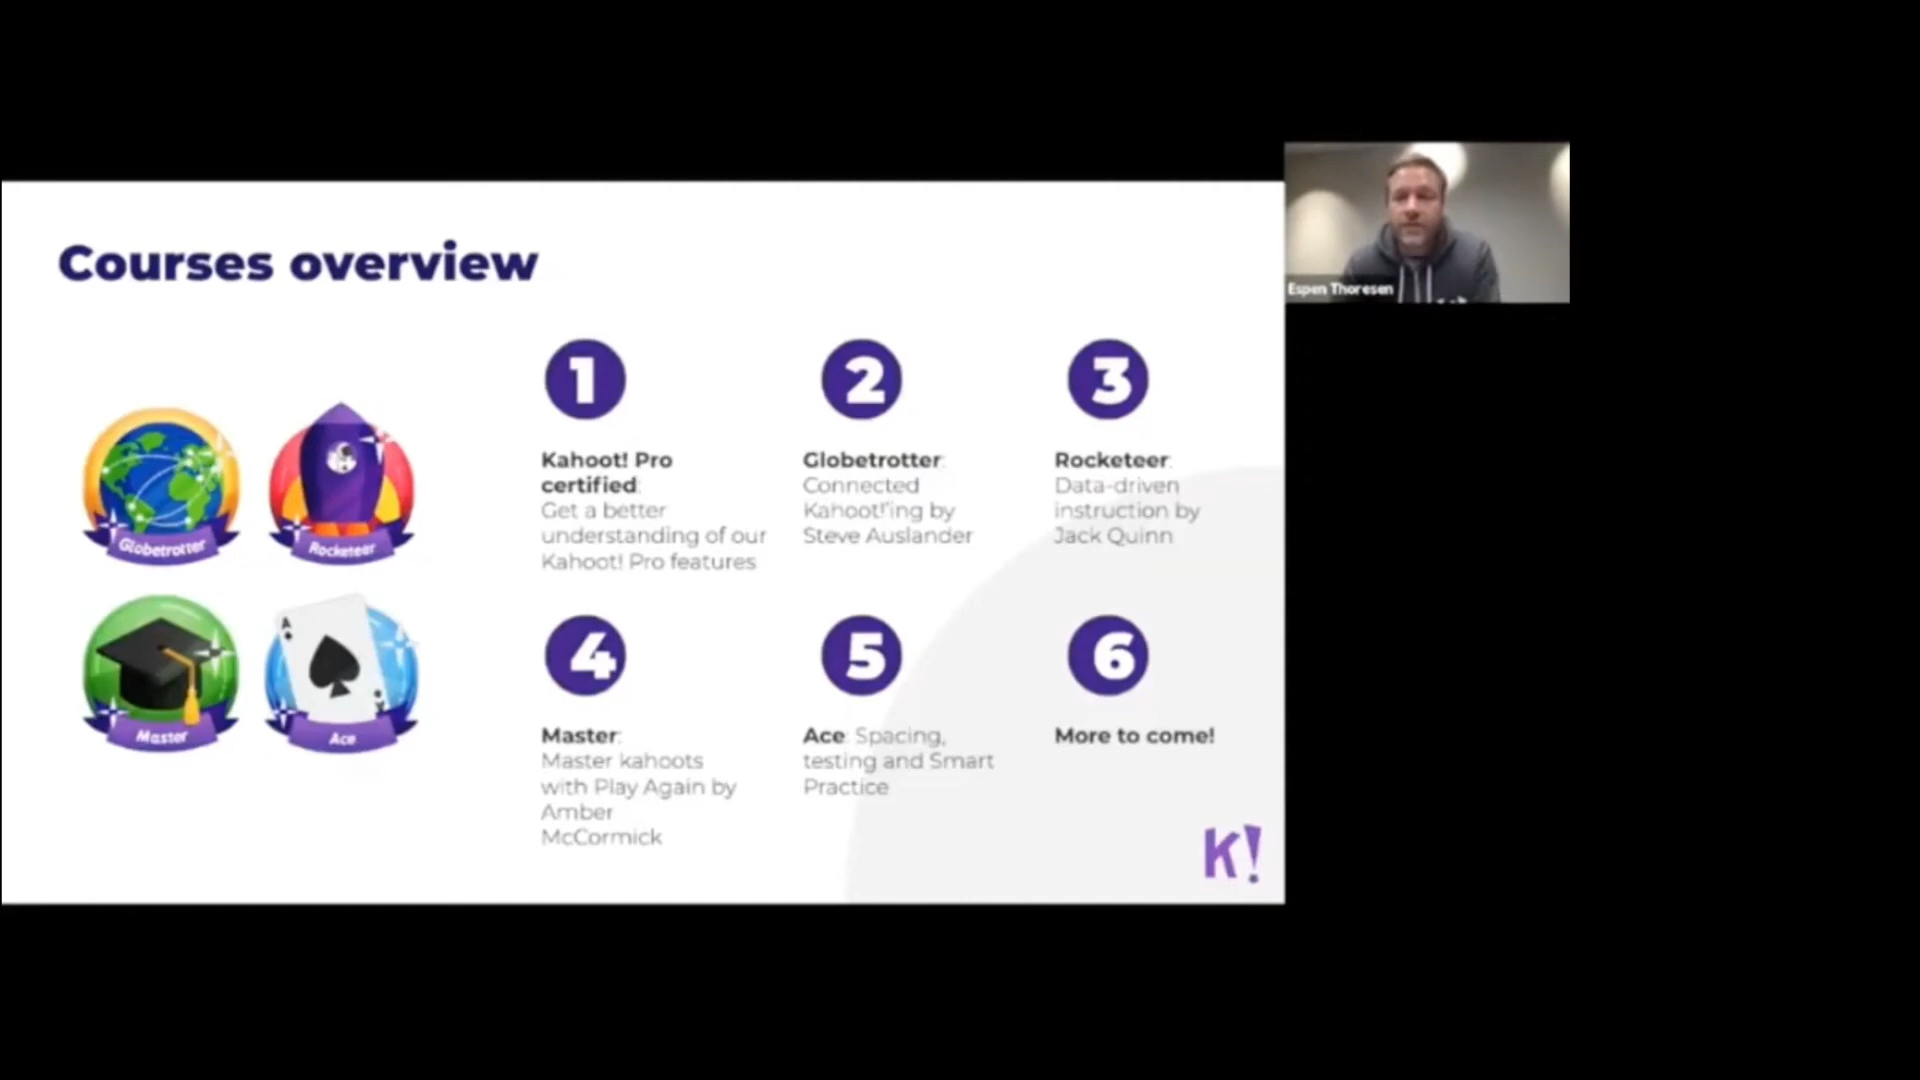 Courses overview
Globetrotter
Rocketeer
Master
A
Ace
1
Kahoot! Pro
certified:
Get a better
understanding of our
Kahoot! Pro features
2
Globetrotter:
Connected
Kahoot!'ing by
Steve Auslander
3
Rocketeer:
Data-driven
instruction by
Jack Quinn
4
Master:
Master kahoots
with Play Again by
Amber
McCormick
5
Ace: Spacing,
testing and Smart
Practice
6
More to come!
K!
Espen Thoresen